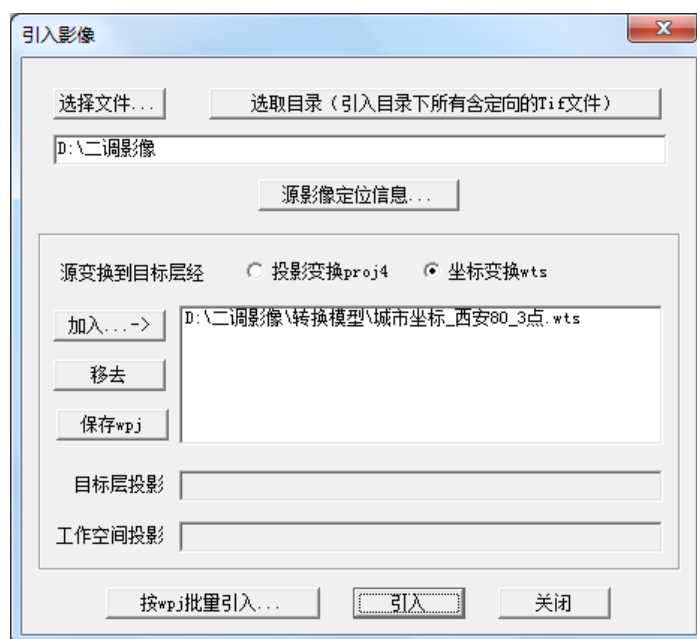 引入影像
选择文件...
选取目录（引入目录下所有含定向的Tif文件）
D:\二调影像
源影像定位信息...
源变换到目标层经 投影变换proj4 坐标变换wts
加入...->
D:\二调影像\转换模型\城市坐标_西安80_3点.wts
移去
保存wpj
目标层投影
工作空间投影
按wpj批量引入... 引入 关闭